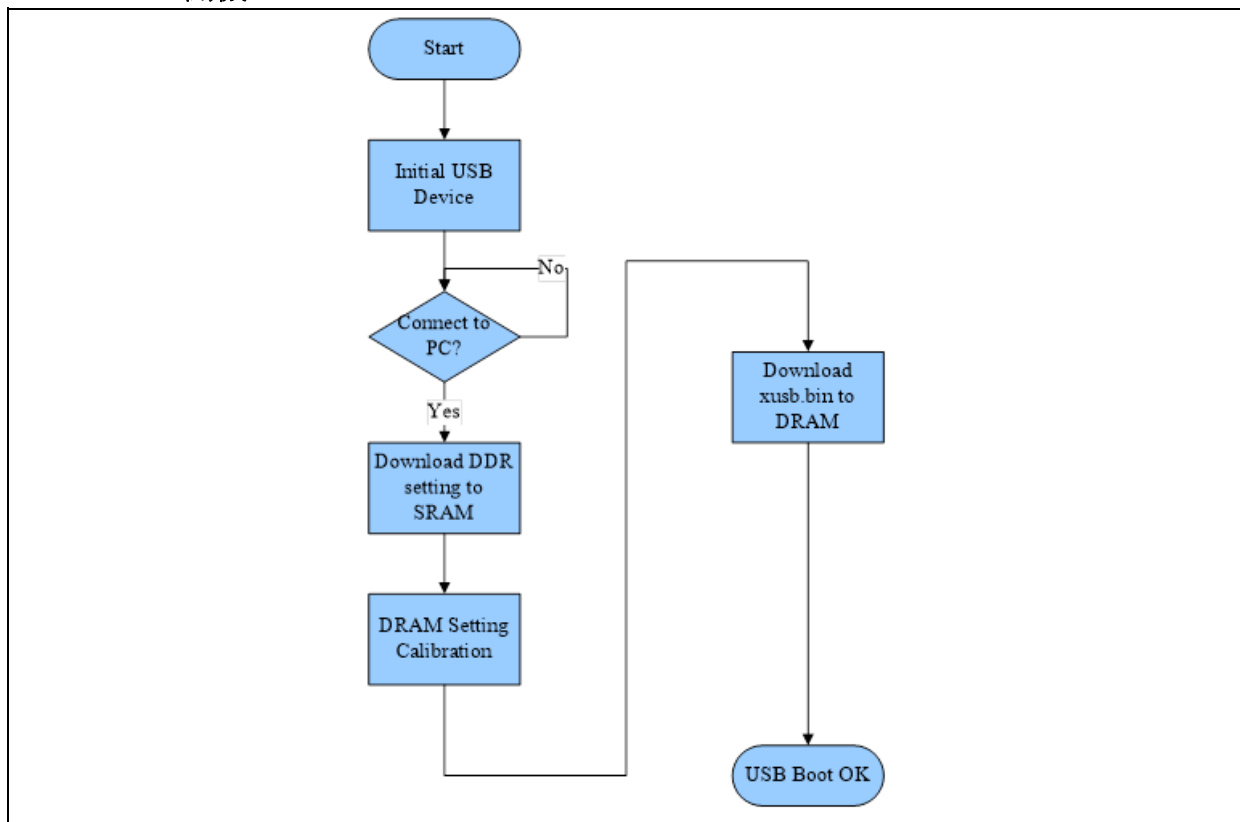 Start
Initial USB
Device
No
Connect to
PC?
Yes
Download DDR
setting to
SRAM
DRAM Setting
Calibration
Download
xusb.bin to
DRAM
USB Boot OK